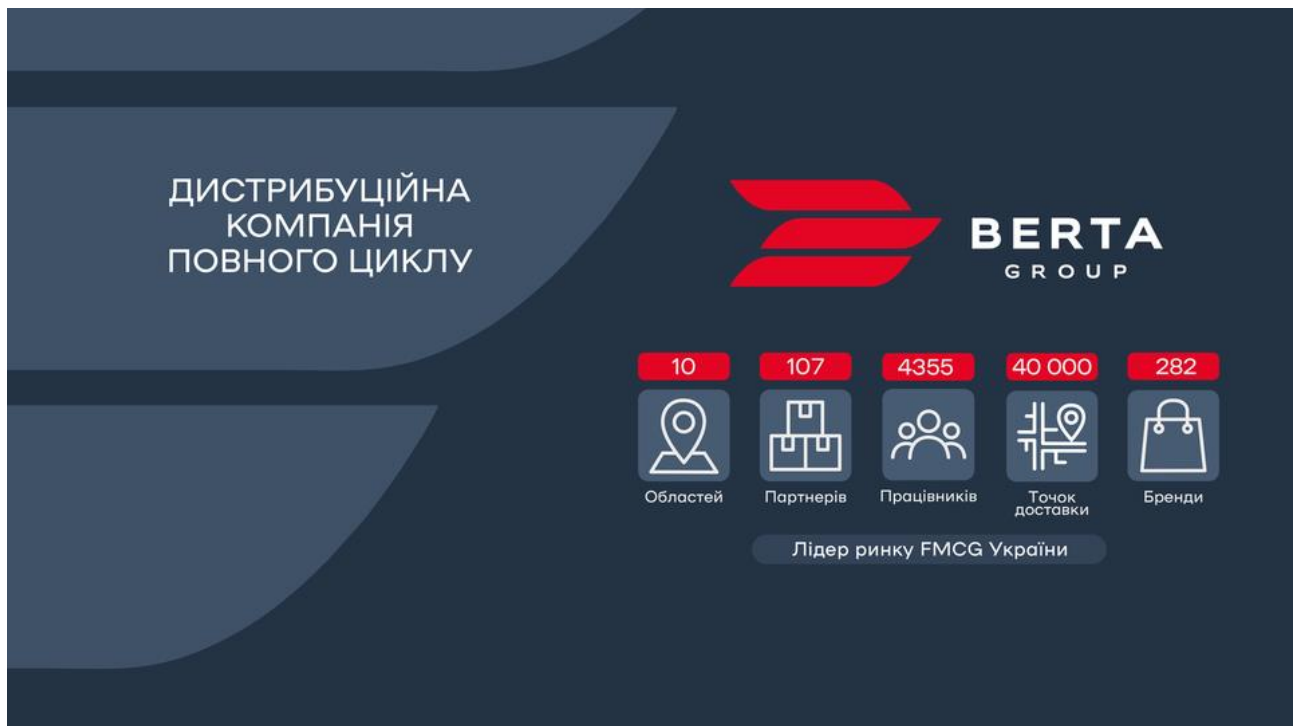 ДИСТРИБУЦІЙНА
КОМПАНІЯ
ПОВНОГО ЦИКЛУ
BERTA
GROUP
10
107
4355
40 000
282
Областей
Партнерів
Працівників
Точок
доставки
Бренди
Лідер ринку FMCG України